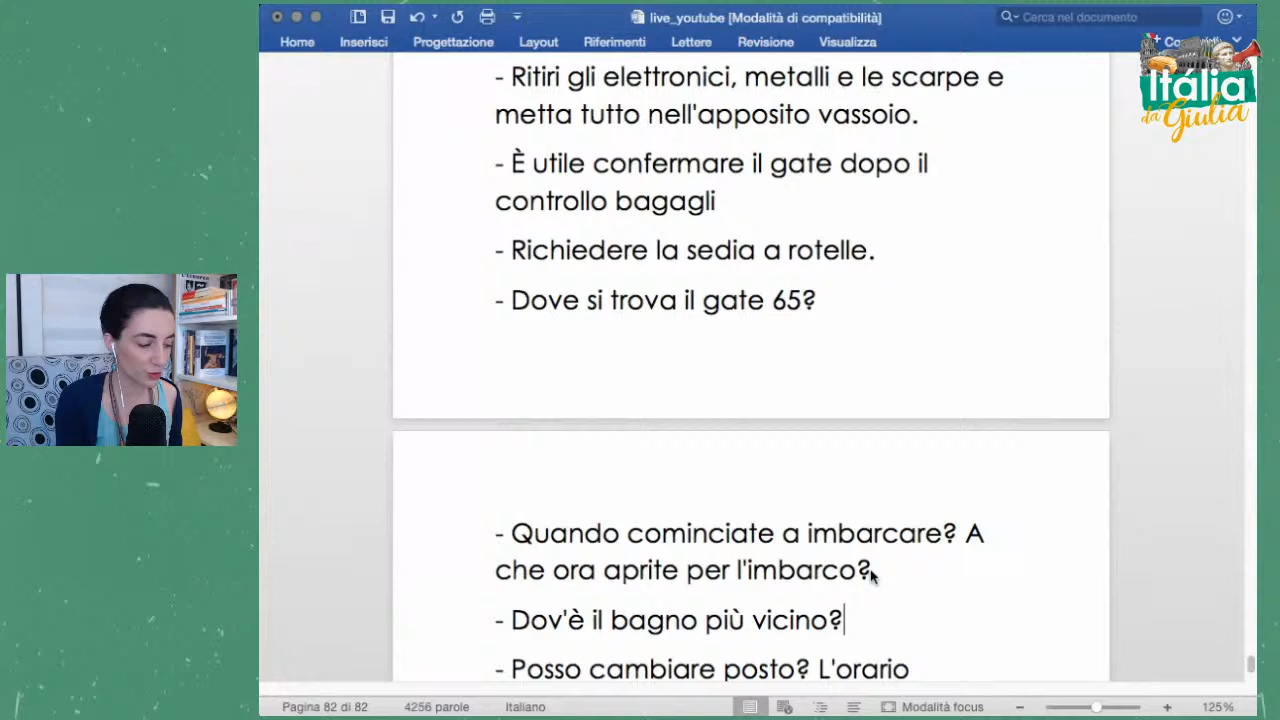 live_youtube [Modalità di compatibilità]
Cerca nel documento
Home Inserisci Progettazione Layout Riferimenti Lettere Revisione Visualizza
Itália
da Giulia
- Ritiri gli elettronici, metalli e le scarpe e
metta tutto nell'apposito vassoio.
- È utile confermare il gate dopo il
controllo bagagli
- Richiedere la sedia a rotelle.
- Dove si trova il gate 65?
- Quando cominciate a imbarcare? A
che ora aprite per l'imbarco?
- Dov'è il bagno più vicino?
- Posso cambiare posto? L'orario
Pagina 82 di 82 4256 parole Italiano Modalità focus 125%